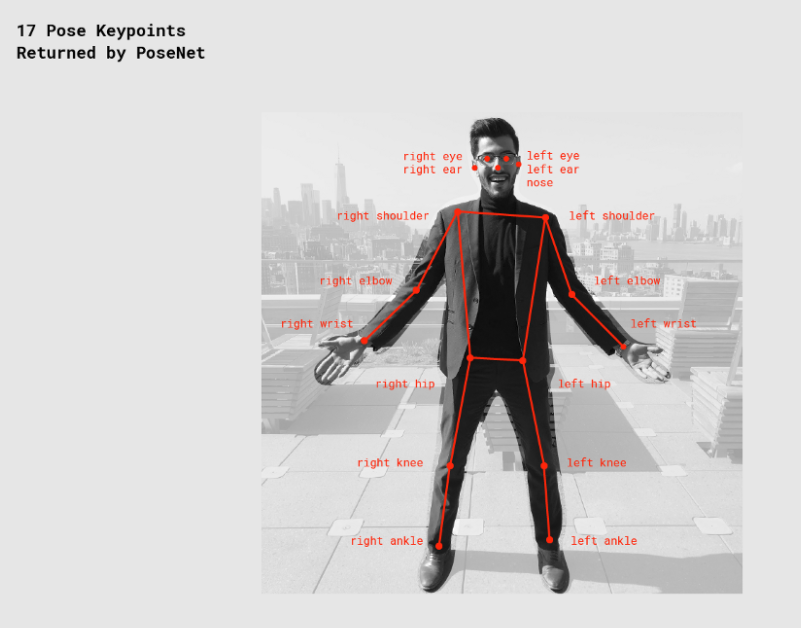 17 Pose Keypoints
Returned by PoseNet
right eye
left eye
right ear
left ear
nose
right shoulder
left shoulder
right elbow
left elbow
right wrist
left wrist
right hip
left hip
right knee
left knee
right ankle
left ankle